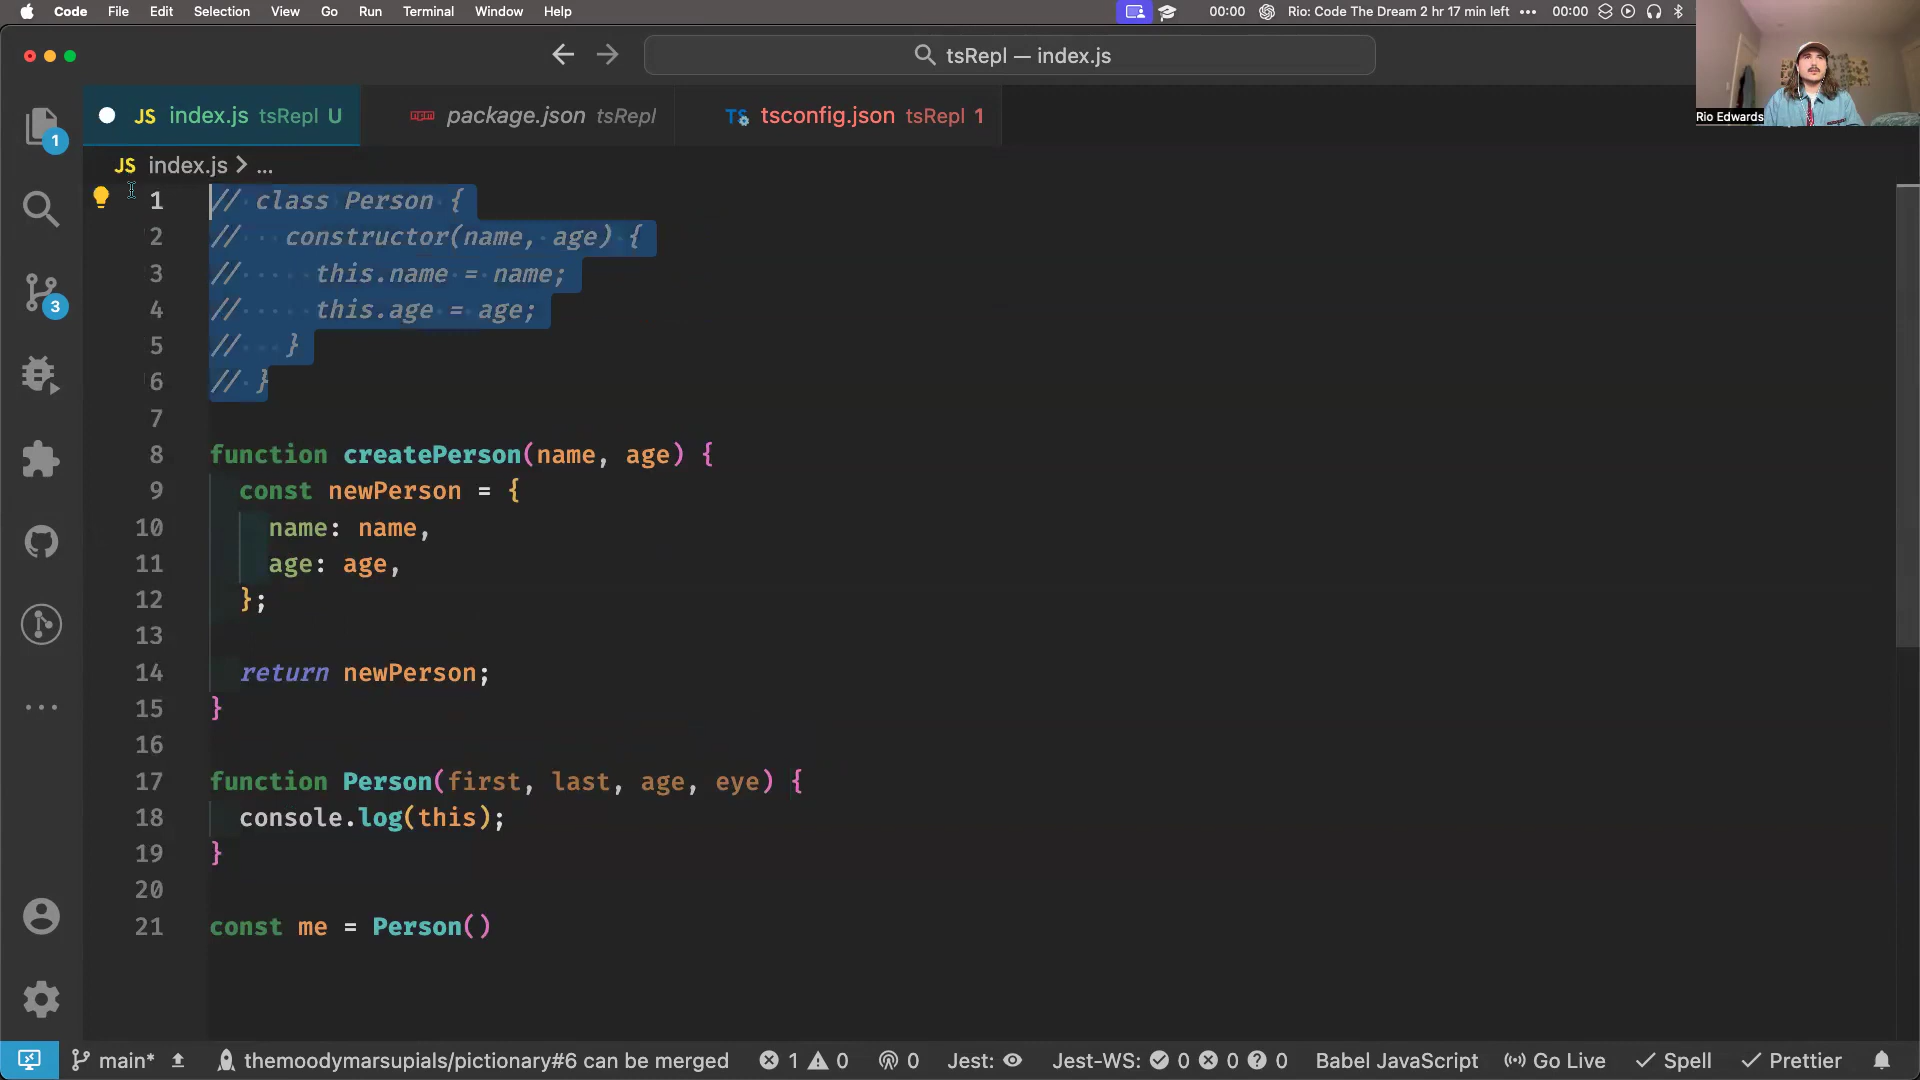 Code File Edit Selection View Go Run Terminal Window Help 00:00 Rio: Code The Dream 2 hr 17 min left ••• 00:00
tsRepl — index.js
JS index.js tsRepl U package.json tsRepl TS tsconfig.json tsRepl 1
Rio Edwards
JS index.js > ...
1 // class Person {
2 //   constructor(name, age) {
3 //     this.name = name;
4 //     this.age = age;
5 //   }
6 // }
7
8 function createPerson(name, age) {
9   const newPerson = {
10     name: name,
11     age: age,
12   };
13
14   return newPerson;
15 }
16
17 function Person(first, last, age, eye) {
18   console.log(this);
19 }
20
21 const me = Person()
1
3
main* themoodymarsupials/pictionary#6 can be merged 1 0 0 Jest: Jest-WS: 0 0 0 Babel JavaScript Go Live Spell Prettier